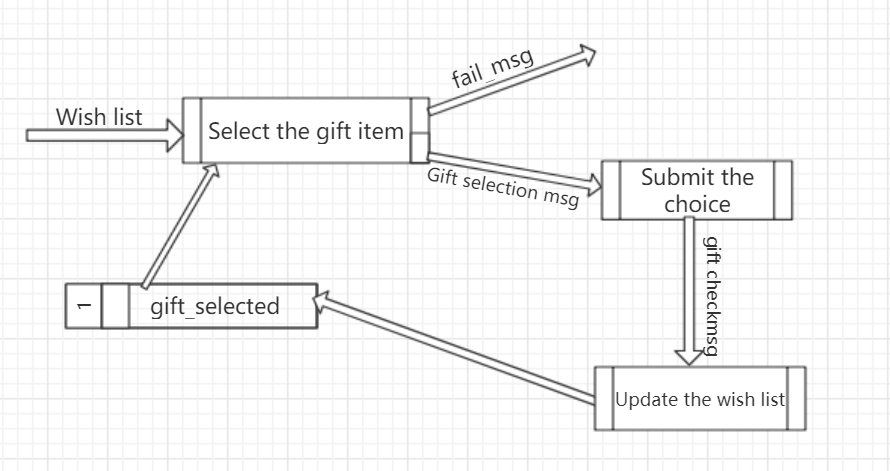 fail_msg
Wish list
Select the gift item
Gift selection msg
Submit the
choice
gift checkmsg
1
gift_selected
Update the wish list